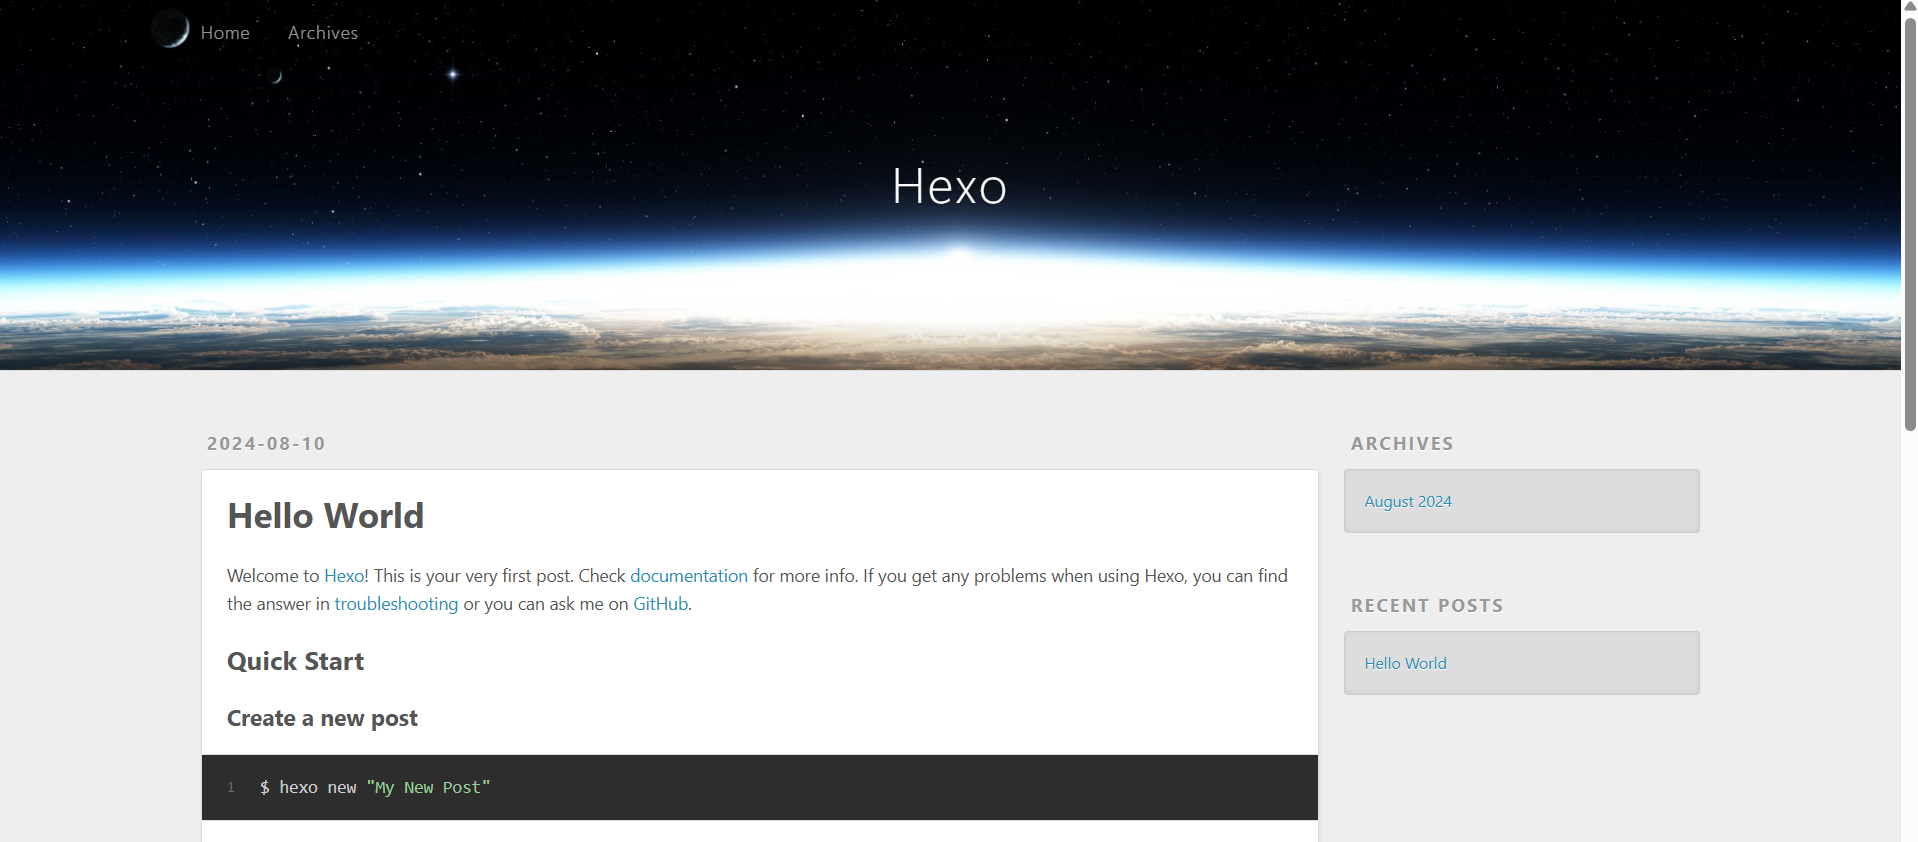 Home Archives
Hexo
2024-08-10
Hello World
Welcome to Hexo! This is your very first post. Check documentation for more info. If you get any problems when using Hexo, you can find
the answer in troubleshooting or you can ask me on GitHub.
Quick Start
Create a new post
1 $ hexo new "My New Post"
ARCHIVES
August 2024
RECENT POSTS
Hello World